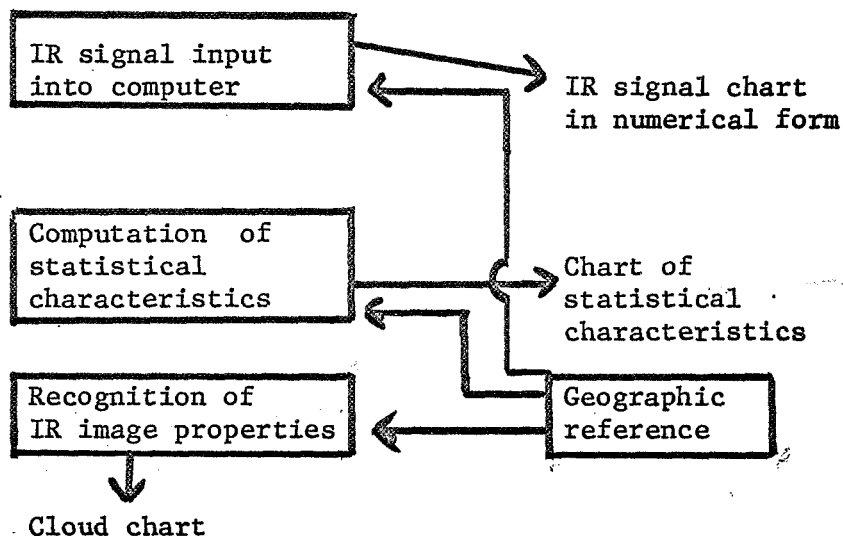 IR signal input
into computer
IR signal chart
in numerical form
Computation of
statistical
characteristics
Chart of
statistical
characteristics
Recognition of
IR image properties
Geographic
reference
Cloud chart